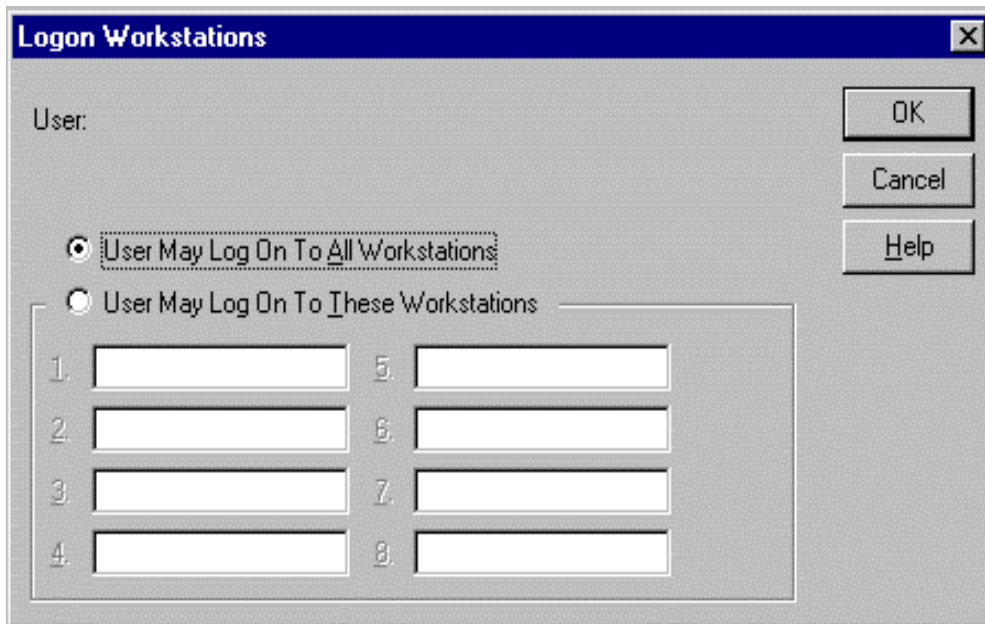 Logon Workstations
User:
OK
Cancel
Help
User May Log On To All Workstations
User May Log On To These Workstations
1. 5.
2. 6.
3. 7.
4. 8.